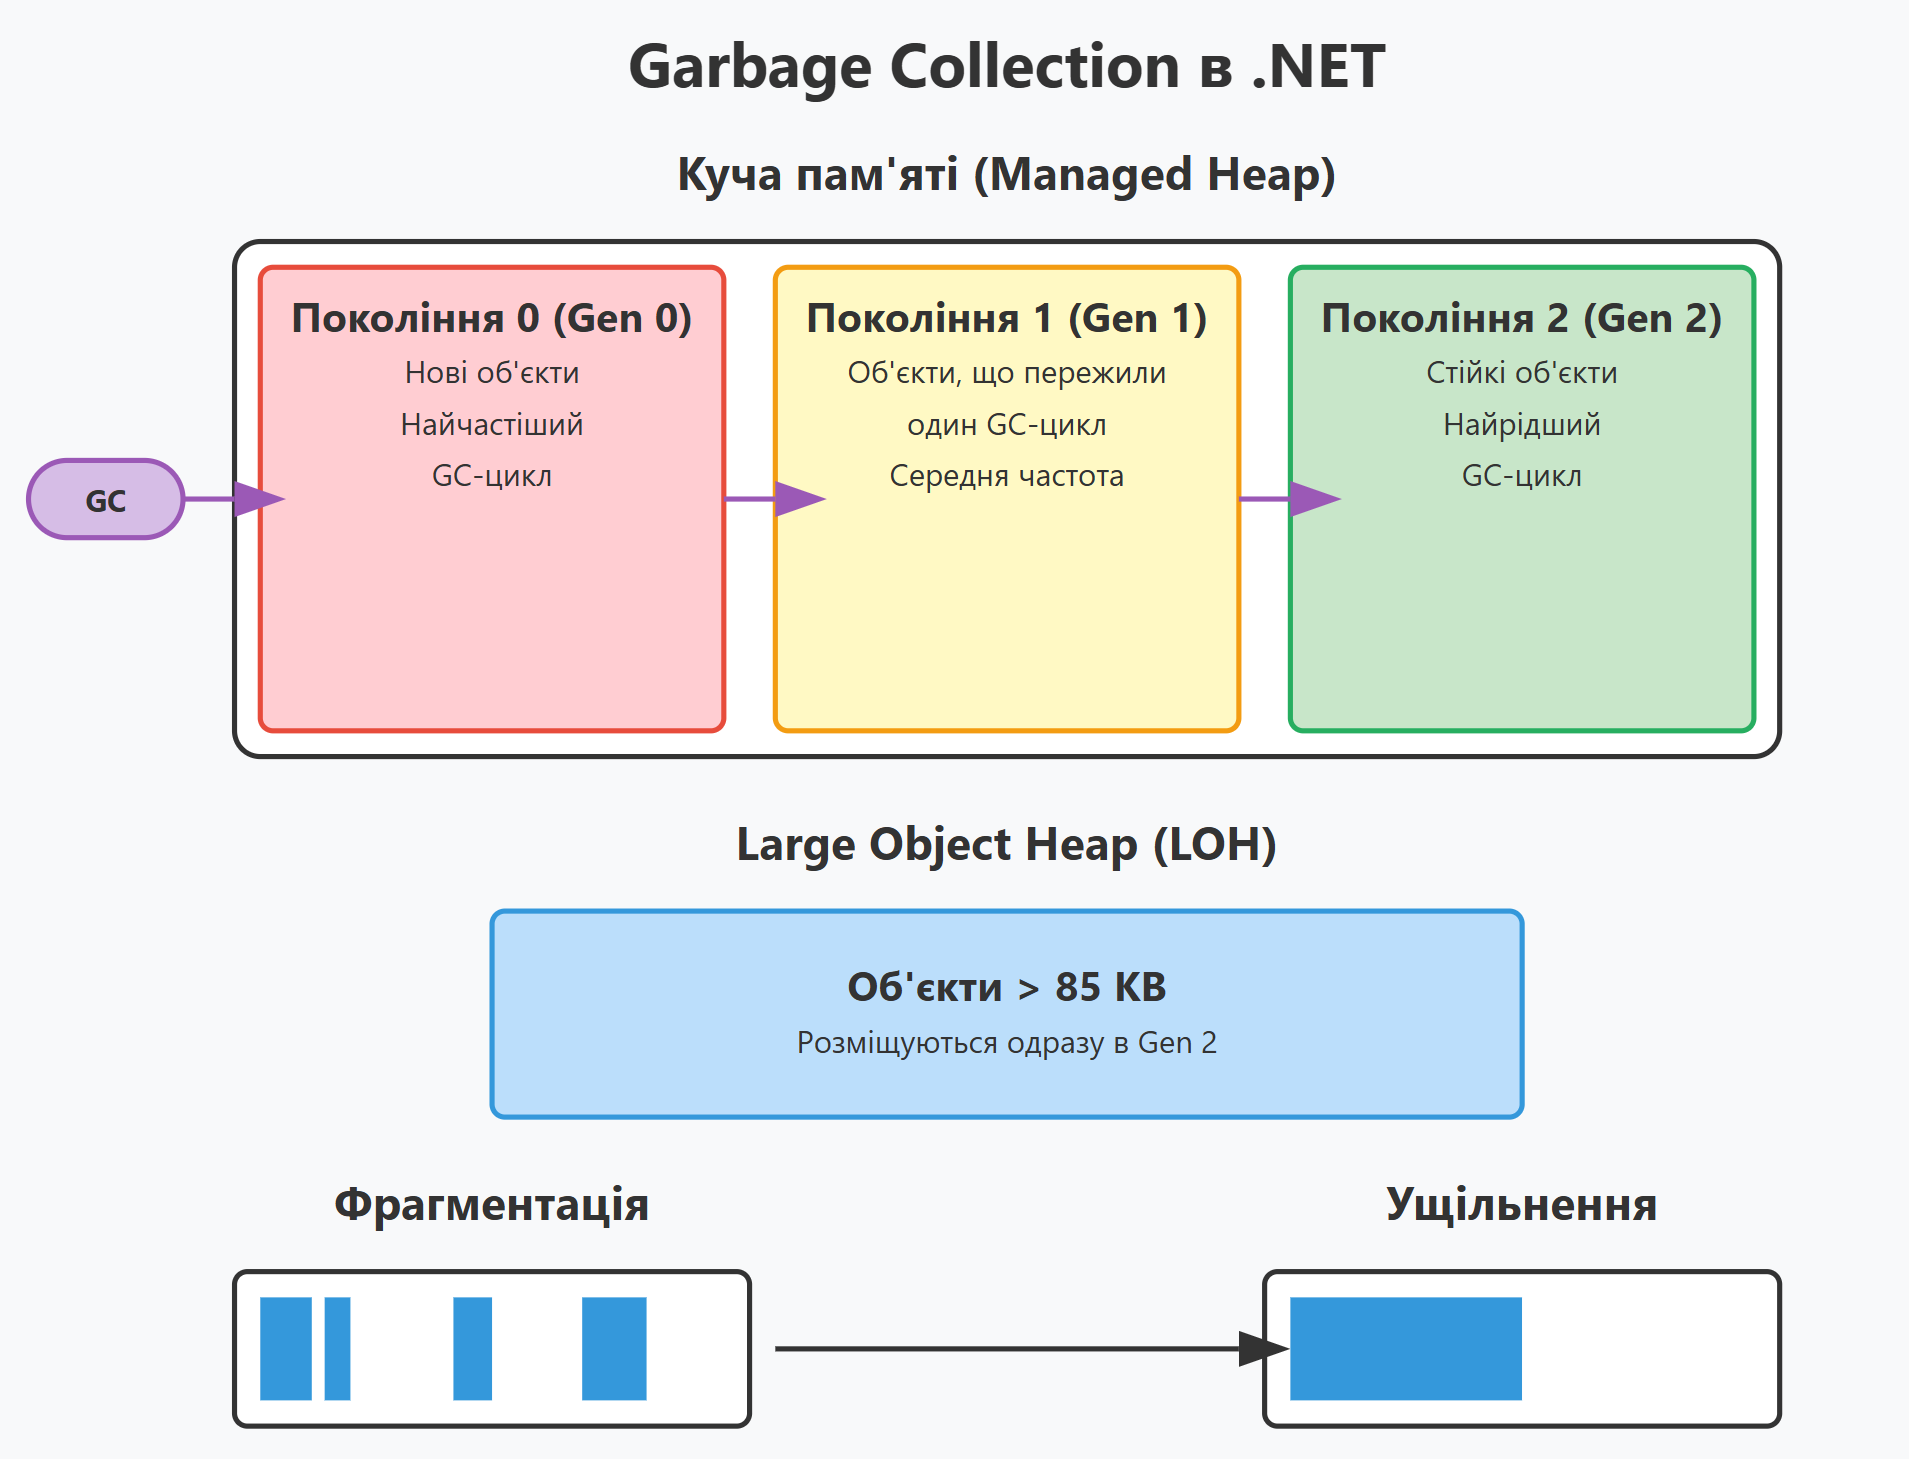 Garbage Collection в .NET
Куча пам'яті (Managed Heap)
Покоління 0 (Gen 0)
Нові об'єкти
Найчастіший
GC-цикл
Покоління 1 (Gen 1)
Об'єкти, що пережили
один GC-цикл
Середня частота
Покоління 2 (Gen 2)
Стійкі об'єкти
Найрідший
GC-цикл
GC
Large Object Heap (LOH)
Об'єкти > 85 KB
Розміщуються одразу в Gen 2
Фрагментація
Ущільнення